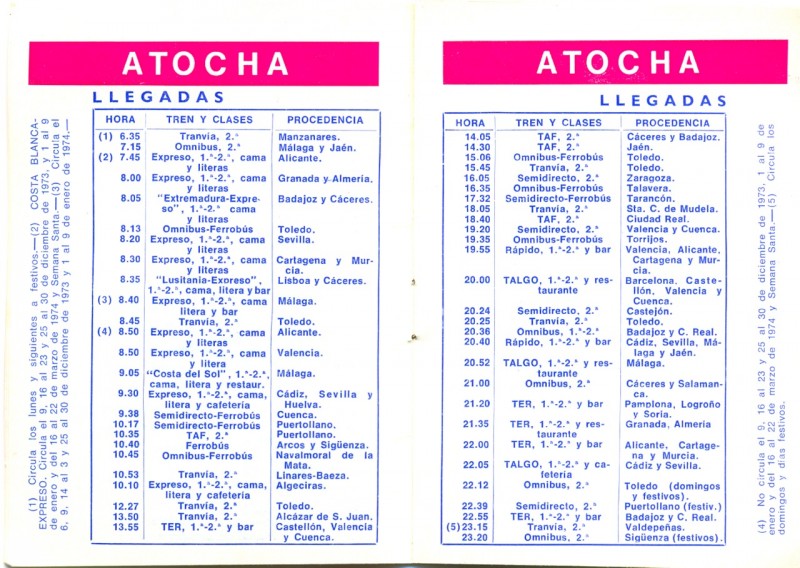 ATOCHA
LLEGADAS
HORA TREN Y CLASES PROCEDENCIA
(1) 6.35 Tranvía, 2.ª Manzanares.
7.15 Omnibus, 2.ª Málaga y Jaén.
(2) 7.45 Expreso, 1.ª-2.ª, cama Alicante.
y literas
8.00 Expreso, 1.ª-2.ª, cama Granada y Almería.
y literas
8.05 "Extremadura-Expre- Badajoz y Cáceres.
so", 1.ª-2.ª cama
y literas
8.13 Omnibus-Ferrobús Toledo.
8.20 Expreso, 1.ª-2.ª, cama Sevilla.
y literas
8.30 Expreso, 1.ª-2.ª, cama Cartagena y Mur-
y literas cia.
8.35 "Lusitania-Expreso", Lisboa y Cáceres.
1.ª-2.ª, cama, litera y bar
(3) 8.40 Expreso, 1.ª-2.ª, cama, Málaga.
litera y bar
8.45 Tranvía, 2.ª Toledo.
(4) 8.50 Expreso, 1.ª-2.ª, cama Alicante.
y literas
8.50 Expreso, 1.ª-2.ª, cama Valencia.
y litera
9.05 "Costa del Sol", 1.ª-2.ª, Málaga.
cama, litera y restaur.
9.30 Expreso, 1.ª-2.ª, cama, Cádiz, Sevilla y
litera y cafetería Huelva.
9.38 Semidirecto-Ferrobús Cuenca.
10.17 Semidirecto-Ferrobús Puertollano.
10.35 TAF, 2.ª Puertollano.
10.40 Ferrobús Arcos y Sigüenza.
10.45 Omnibus-Ferrobús Navalmoral de la
Mata.
10.53 Tranvía, 2.ª Linares-Baeza.
10.10 Expreso, 1.ª-2.ª, cama, Algeciras.
litera y cafetería
12.27 Tranvía, 2.ª Toledo.
13.50 Tranvía, 2.ª Alcázar de S. Juan.
13.55 TER, 1.ª-2.ª y bar Castellón, Valencia
y Cuenca.
(1) Circula los lunes y siguientes a festivos.—(2) COSTA BLANCA-
EXPRESO. Circula el 9, 16 al 23 y 25 al 30 de diciembre de 1973, y 1 al 9
de enero y del 16 al 22 de marzo de 1974 y Semana Santa.—(3) Circula el
6, 9, 14 al 3 y 25 al 30 de diciembre de 1973 y 1 al 9 de enero de 1974.—
ATOCHA
LLEGADAS
HORA TREN Y CLASES PROCEDENCIA
14.05 TAF, 2.ª Cáceres y Badajoz.
14.30 TAF, 2.ª Jaén.
15.06 Omnibus-Ferrobús Toledo.
15.45 Tranvía, 2.ª Toledo.
16.05 Semidirecto, 2.ª Zaragoza.
16.35 Omnibus-Ferrobús Talavera.
17.32 Semidirecto-Ferrobús Tarancón.
18.05 Tranvía, 2.ª Sta. C. de Mudela.
18.40 TAF, 2.ª Ciudad Real.
19.20 Semidirecto, 2.ª Valencia y Cuenca.
19.35 Omnibus-Ferrobús Torrijos.
19.55 Rápido, 1.ª-2.ª y bar Valencia, Alicante,
Cartagena y Mur-
cia.
20.00 TALGO, 1.ª-2.ª y res- Barcelona, Caste-
taurante llón, Valencia y
Cuenca.
20.24 Semidirecto, 2.ª Castejón.
20.25 Tranvía, 2.ª Toledo.
20.36 Omnibus, 1.ª-2.ª Badajoz y C. Real.
20.40 Rápido, 1.ª-2.ª y bar Cádiz, Sevilla, Má-
laga y Jaén.
20.52 TALGO, 1.ª-2.ª y res- Málaga.
taurante
21.00 Omnibus, 2.ª Cáceres y Salaman-
ca.
21.20 TER, 1.ª-2.ª y bar Pamplona, Logroño
y Soria.
21.35 TER, 1.ª-2.ª y res- Granada, Almería
taurante
22.00 TER, 1.ª-2.ª y bar Alicante, Cartage-
na y Murcia.
22.05 TALGO, 1.ª-2.ª y ca- Cádiz y Sevilla.
fetería
22.12 Omnibus, 2.ª Toledo (domingos
y festivos).
22.39 Semidirecto, 2.ª Puertollano (festiv.)
22.55 TER, 1.ª-2.ª y bar Badajoz y C. Real.
(5) 23.15 Tranvía, 2.ª Valdepeñas.
23.20 Omnibus, 2.ª Sigüenza (festivos).
(4) No circula el 9, 16 al 23 y 25 al 30 de diciembre de 1973; 1 al 9 de
enero y del 16 al 22 de marzo de 1974 y Semana Santa.—(5) Circula los
domingos y días festivos.